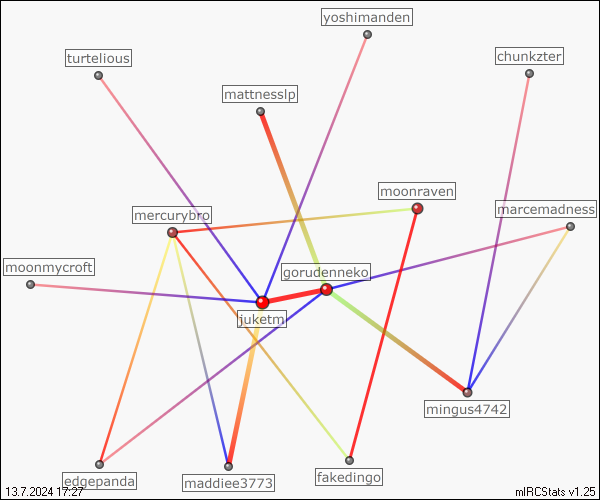 yoshimanden
chunkzter
turtelious
mattnesslp
moonraven
marcemadness
mercurybro
moonmycroft
gorudenneko
juketm
mingus4742
edgepanda
maddiee3773
fakedingo
13.7.2024 17:27
mIRCStats v1.25